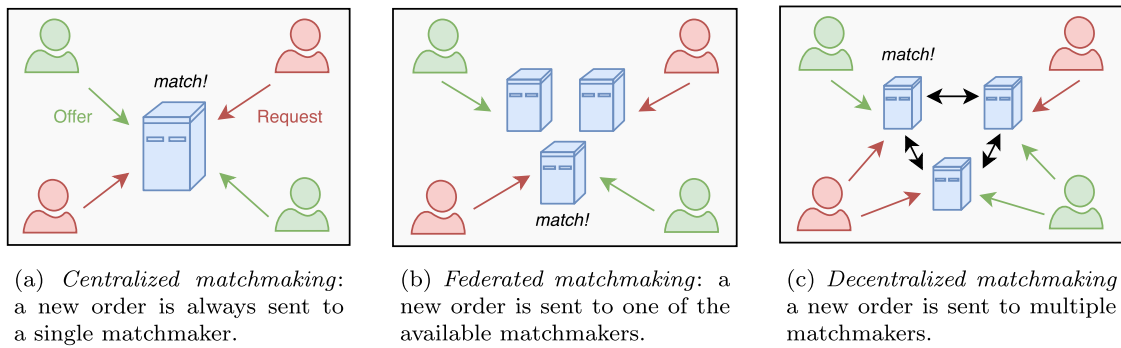 match!
Offer
Request
(a) Centralized matchmaking:
a new order is always sent to
a single matchmaker.
match!
(b) Federated matchmaking: a
new order is sent to one of the
available matchmakers.
match!
(c) Decentralized matchmaking
a new order is sent to multiple
matchmakers.